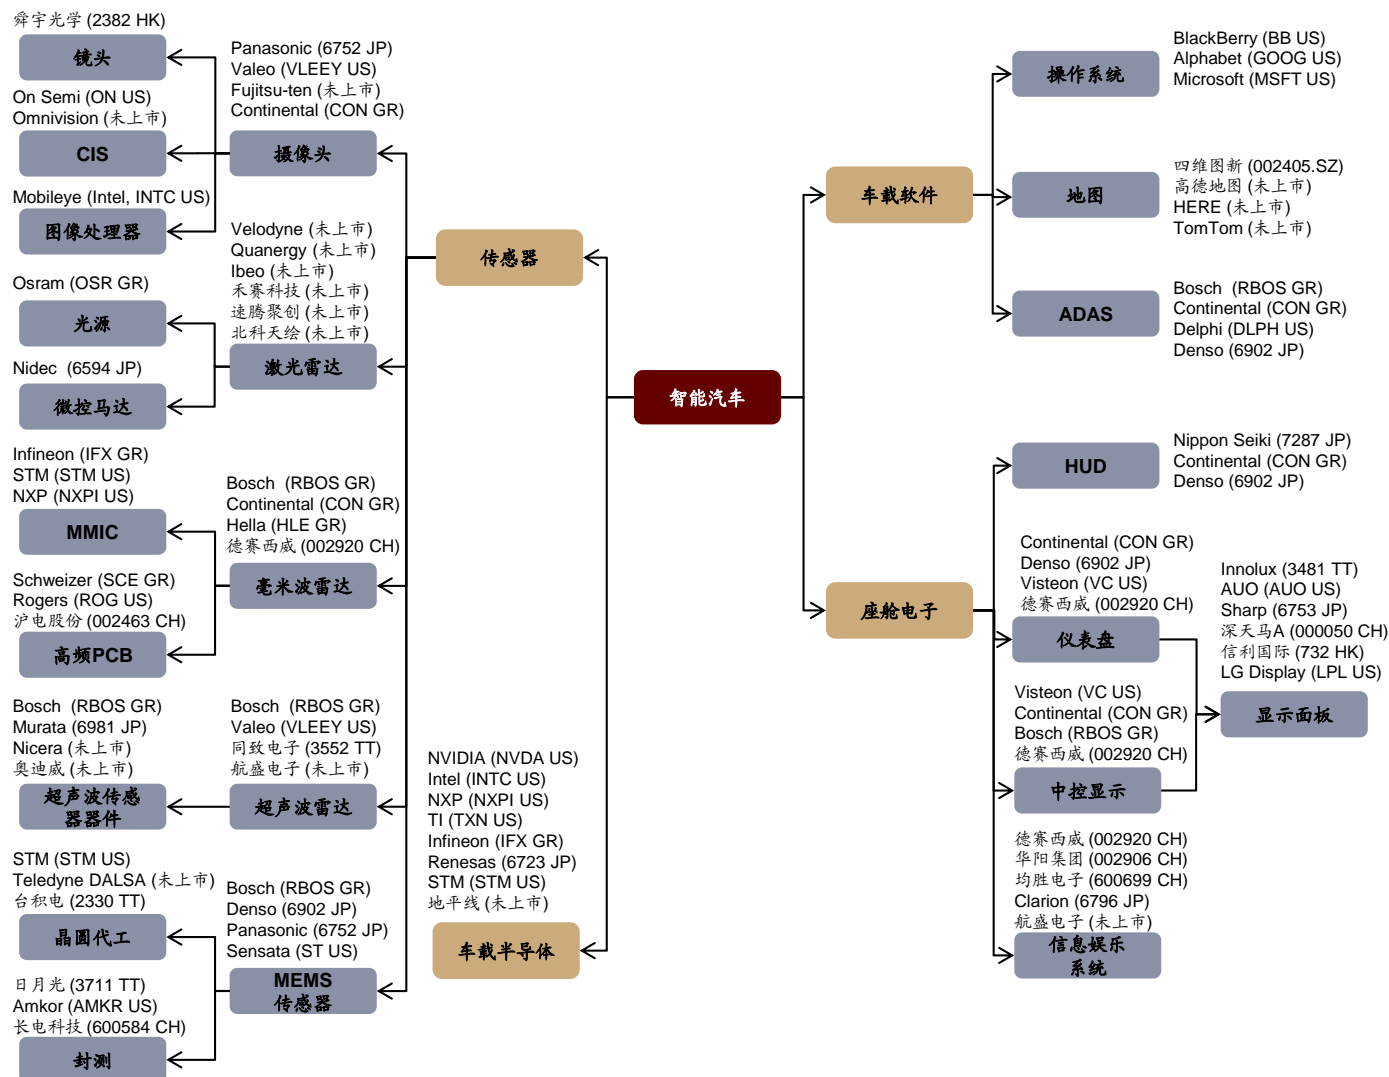 舜宇光学 (2382 HK)
镜头
On Semi (ON US)
Omnivision (未上市)
CIS
Mobileye (Intel, INTC US)
图像处理器
Panasonic (6752 JP)
Valeo (VLEEY US)
Fujitsu-ten (未上市)
Continental (CON GR)
摄像头
Osram (OSR GR)
光源
Nidec (6594 JP)
微控马达
Velodyne (未上市)
Quanergy (未上市)
Ibeo (未上市)
禾赛科技 (未上市)
速腾聚创 (未上市)
北科天绘 (未上市)
激光雷达
Infineon (IFX GR)
STM (STM US)
NXP (NXPI US)
MMIC
Schweizer (SCE GR)
Rogers (ROG US)
沪电股份 (002463 CH)
高频PCB
Bosch (RBOS GR)
Continental (CON GR)
Hella (HLE GR)
德赛西威 (002920 CH)
毫米波雷达
Bosch (RBOS GR)
Murata (6981 JP)
Nicera (未上市)
奥迪威 (未上市)
超声波传感
器器件
Bosch (RBOS GR)
Valeo (VLEEY US)
同致电子 (3552 TT)
航盛电子 (未上市)
超声波雷达
STM (STM US)
Teledyne DALSA (未上市)
台积电 (2330 TT)
晶圆代工
日月光 (3711 TT)
Amkor (AMKR US)
长电科技 (600584 CH)
封测
Bosch (RBOS GR)
Denso (6902 JP)
Panasonic (6752 JP)
Sensata (ST US)
MEMS
传感器
传感器
NVIDIA (NVDA US)
Intel (INTC US)
NXP (NXPI US)
TI (TXN US)
Infineon (IFX GR)
Renesas (6723 JP)
STM (STM US)
地平线 (未上市)
车载半导体
智能汽车
车载软件
操作系统
BlackBerry (BB US)
Alphabet (GOOG US)
Microsoft (MSFT US)
地图
四维图新 (002405.SZ)
高德地图 (未上市)
HERE (未上市)
TomTom (未上市)
ADAS
Bosch (RBOS GR)
Continental (CON GR)
Delphi (DLPH US)
Denso (6902 JP)
座舱电子
HUD
Nippon Seiki (7287 JP)
Continental (CON GR)
Denso (6902 JP)
Continental (CON GR)
Denso (6902 JP)
Visteon (VC US)
德赛西威 (002920 CH)
仪表盘
Visteon (VC US)
Continental (CON GR)
Bosch (RBOS GR)
德赛西威 (002920 CH)
中控显示
Innolux (3481 TT)
AUO (AUO US)
Sharp (6753 JP)
深天马A (000050 CH)
信利国际 (732 HK)
LG Display (LPL US)
显示面板
德赛西威 (002920 CH)
华阳集团 (002906 CH)
均胜电子 (600699 CH)
Clarion (6796 JP)
航盛电子 (未上市)
信息娱乐
系统